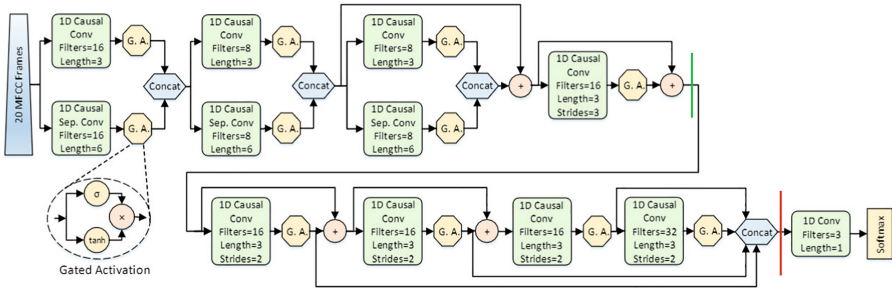 20 MFCC Frames
1D Causal
Conv
Filters=16
Length=3
G. A.
1D Causal
Sep. Conv
Filters=16
Length=6
G. A.
Concat
1D Causal
Conv
Filters=8
Length=3
G. A.
1D Causal
Sep. Conv
Filters=8
Length=6
G. A.
Concat
1D Causal
Conv
Filters=8
Length=3
G. A.
1D Causal
Sep. Conv
Filters=8
Length=6
G. A.
Concat
+
1D Causal
Conv
Filters=16
Length=3
Strides=3
G. A.
+
σ
×
tanh
Gated Activation
1D Causal
Conv
Filters=16
Length=3
Strides=2
G. A.
+
1D Causal
Conv
Filters=16
Length=3
Strides=2
G. A.
+
1D Causal
Conv
Filters=16
Length=3
Strides=2
G. A.
1D Causal
Conv
Filters=32
Length=3
Strides=2
G. A.
Concat
1D Conv
Filters=3
Length=1
Softmax